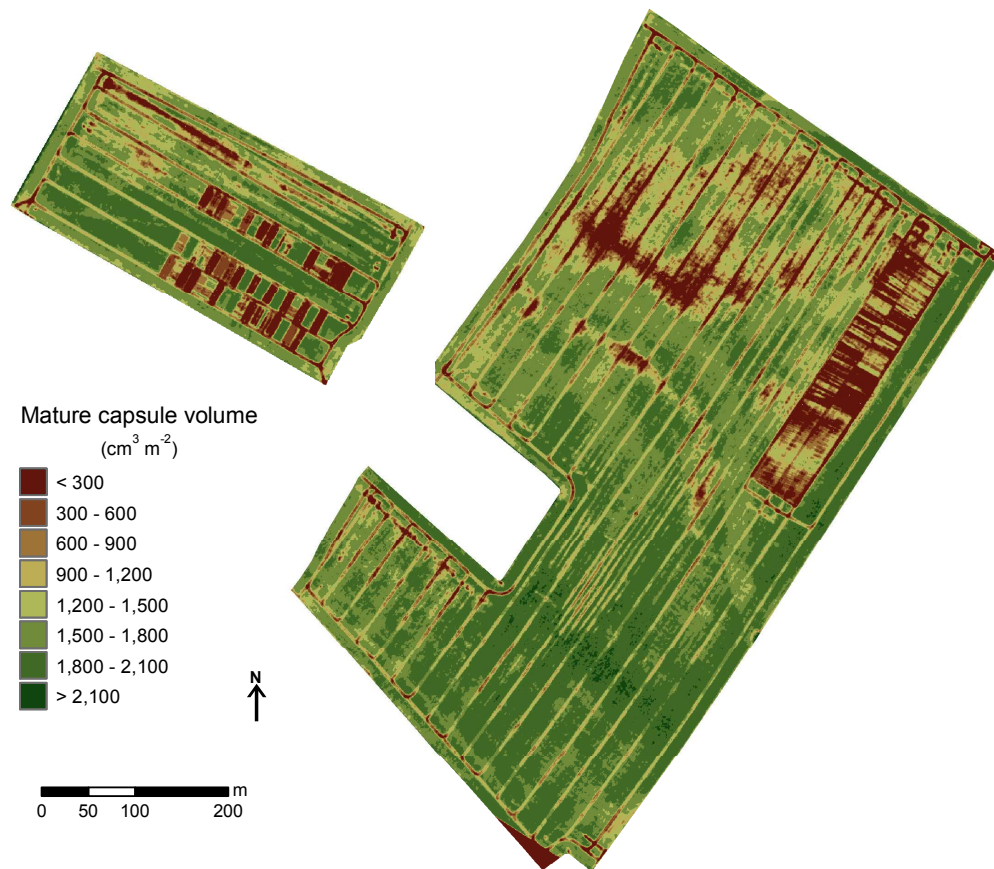 Mature capsule volume
(cm³ m⁻²)
< 300
300 - 600
600 - 900
900 - 1,200
1,200 - 1,500
1,500 - 1,800
1,800 - 2,100
> 2,100
N
m
0 50 100 200